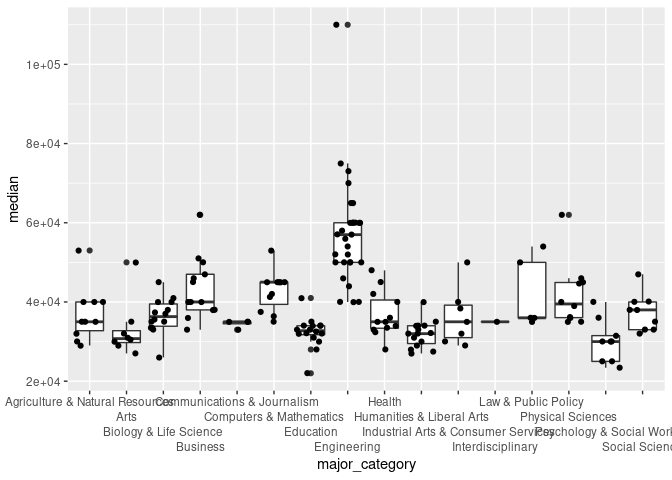 1e+05
8e+04
6e+04
4e+04
2e+04
median
Agriculture & Natural Resources Communications & Journalism Health Law & Public Policy
Arts Computers & Mathematics Humanities & Liberal Arts Physical Sciences
Biology & Life Science Education Industrial Arts & Consumer Services Psychology & Social Work
Business Engineering Interdisciplinary Social Scienc
major_category